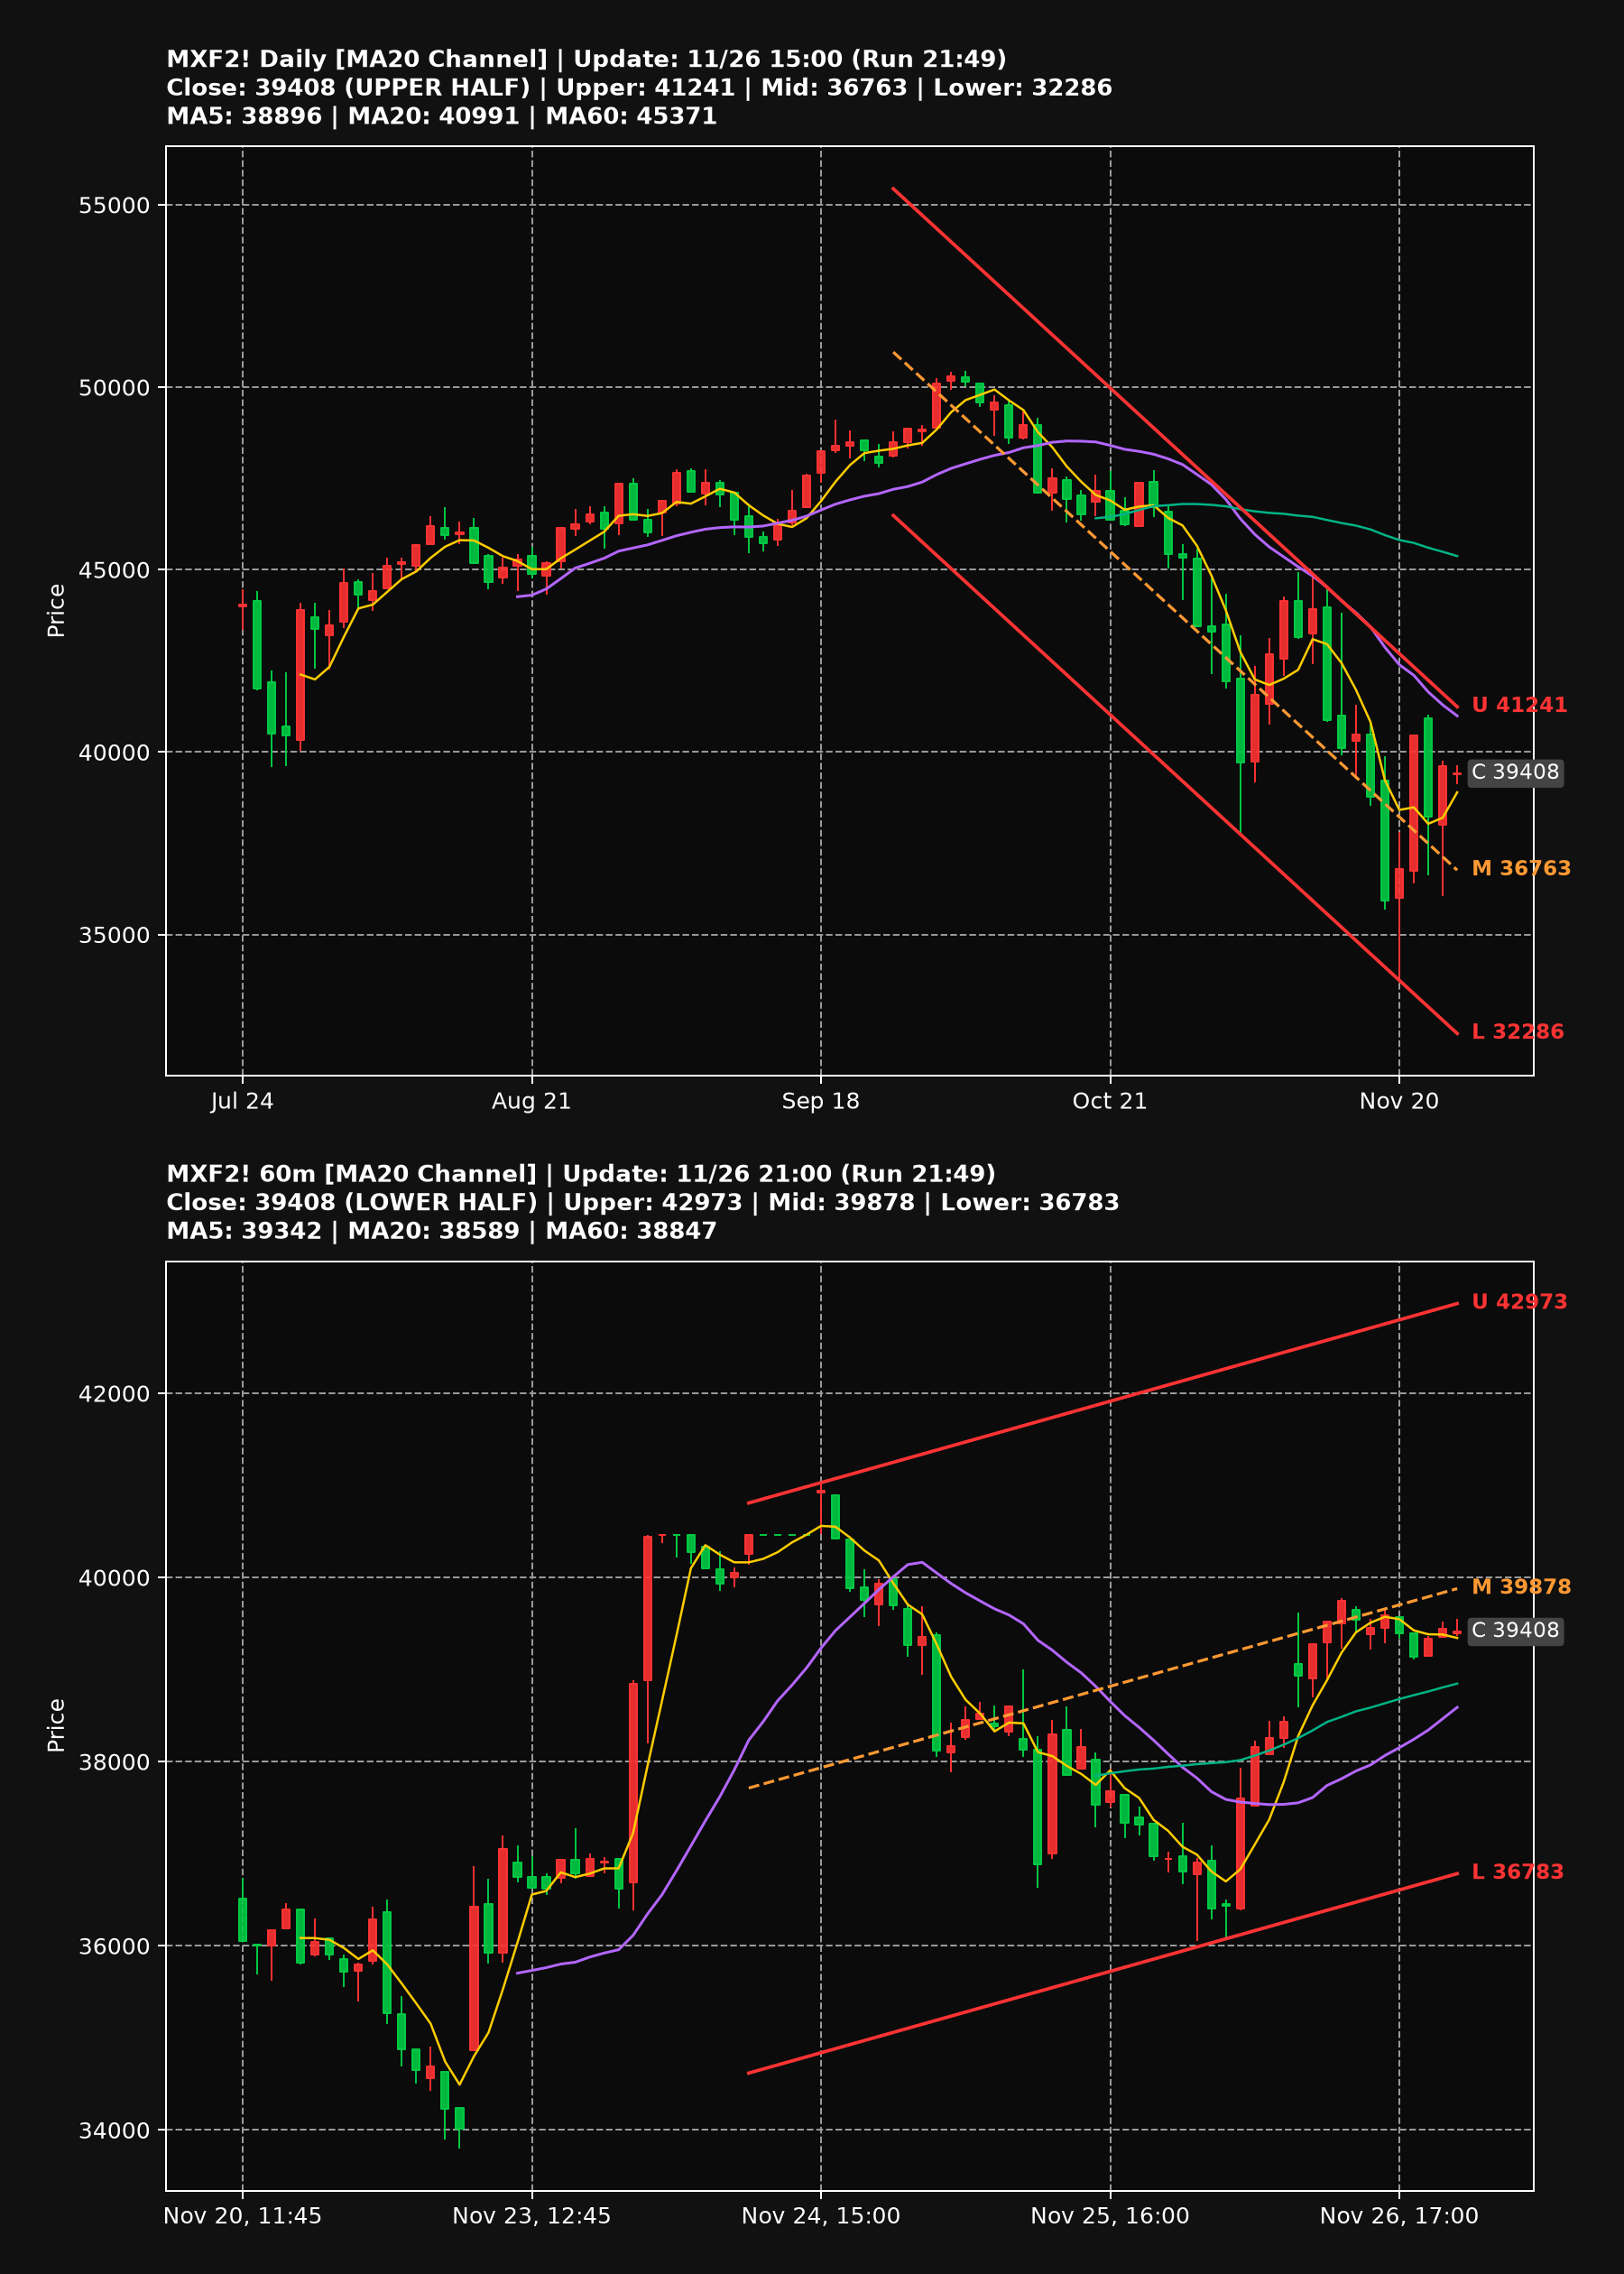 MXF2! Daily [MA20 Channel] | Update: 11/26 15:00 (Run 21:49)
Close: 39408 (UPPER HALF) | Upper: 41241 | Mid: 36763 | Lower: 32286
MA5: 38896 | MA20: 40991 | MA60: 45371
55000
50000
45000
40000
35000
Price
U 41241
C 39408
M 36763
L 32286
Jul 24
Aug 21
Sep 18
Oct 21
Nov 20
MXF2! 60m [MA20 Channel] | Update: 11/26 21:00 (Run 21:49)
Close: 39408 (LOWER HALF) | Upper: 42973 | Mid: 39878 | Lower: 36783
MA5: 39342 | MA20: 38589 | MA60: 38847
42000
40000
38000
36000
34000
Price
U 42973
M 39878
C 39408
L 36783
Nov 20, 11:45
Nov 23, 12:45
Nov 24, 15:00
Nov 25, 16:00
Nov 26, 17:00